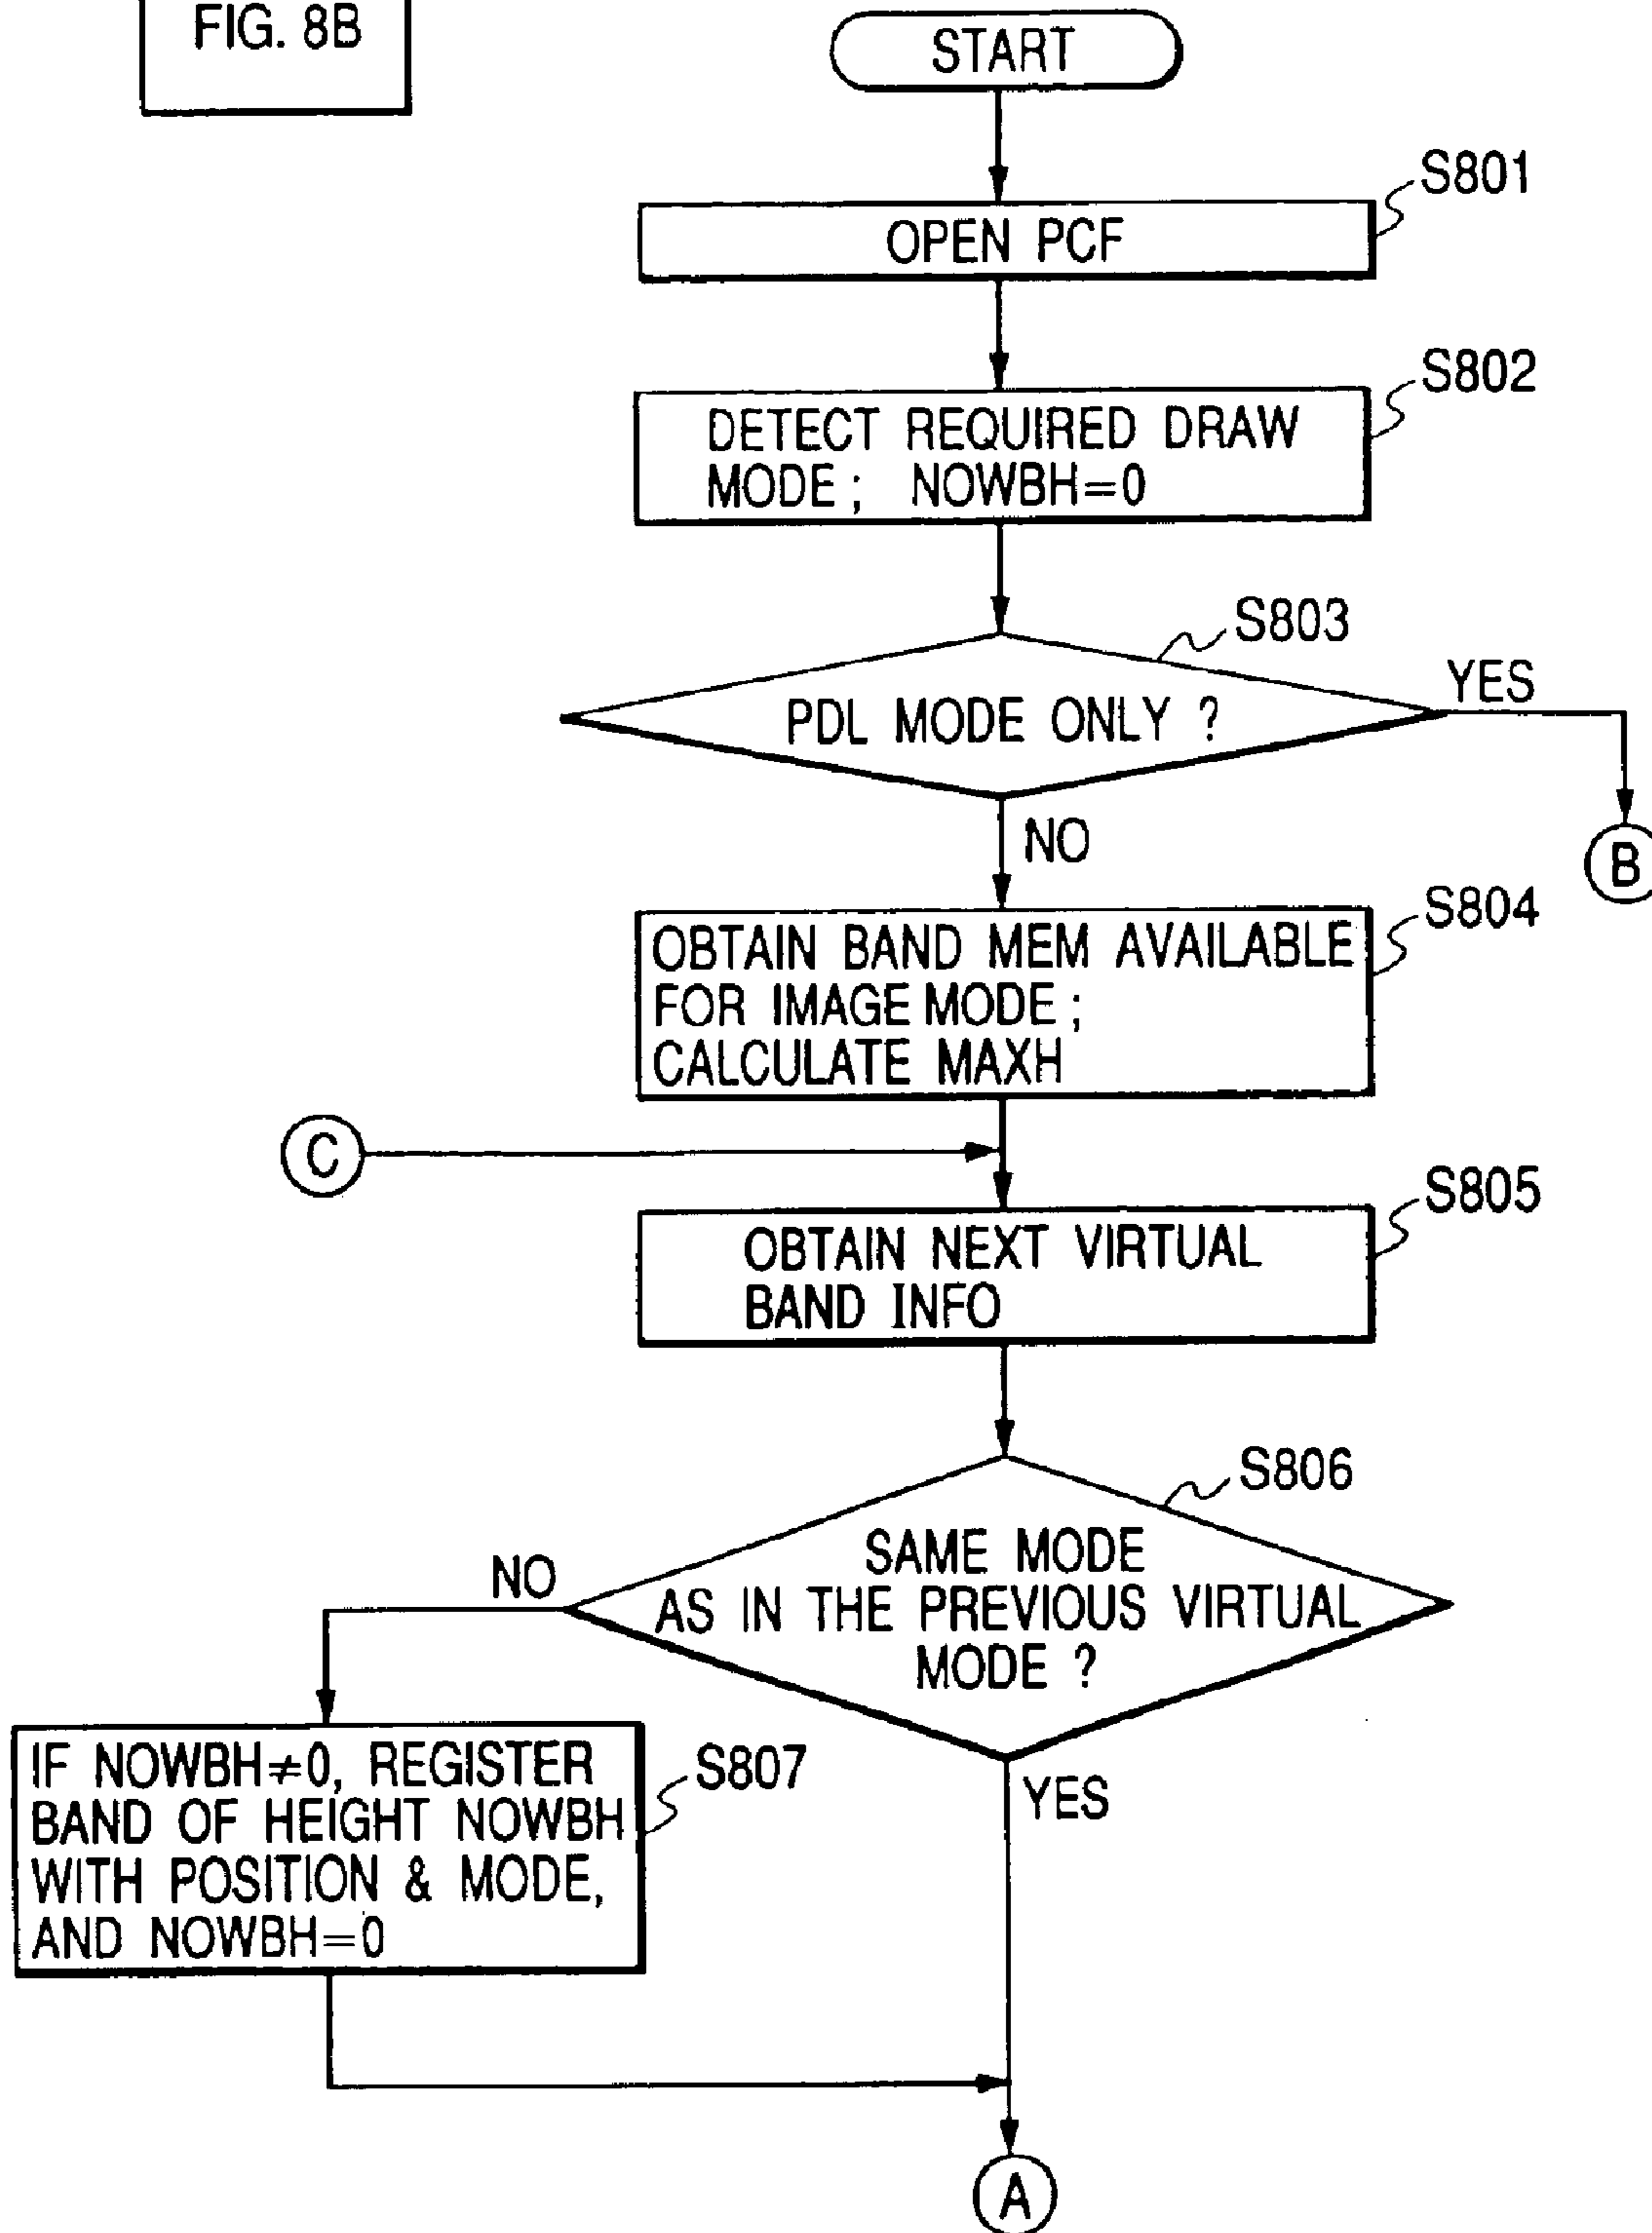 FIG. 8B
START
S801
OPEN PCF
S802
DETECT REQUIRED DRAW
MODE; NOWBH=0
S803
PDL MODE ONLY ?
YES
NO
B
S804
OBTAIN BAND MEM AVAILABLE
FOR IMAGE MODE;
CALCULATE MAXH
C
S805
OBTAIN NEXT VIRTUAL
BAND INFO
S806
SAME MODE
AS IN THE PREVIOUS VIRTUAL
MODE ?
NO
YES
S807
IF NOWBH≠0, REGISTER
BAND OF HEIGHT NOWBH
WITH POSITION & MODE,
AND NOWBH=0
A